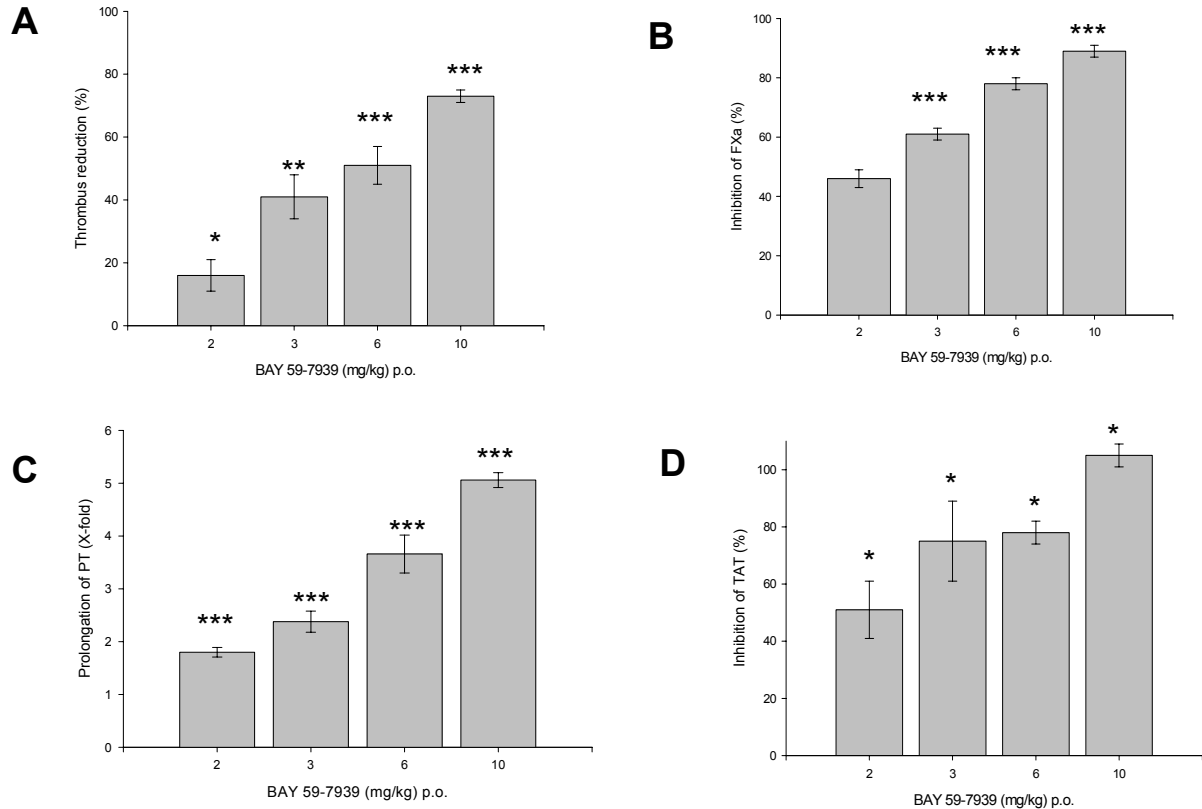 A
Thrombus reduction (%)
100
80
60
40
20
0
*
**
***
***
2 3 6 10
BAY 59-7939 (mg/kg) p.o.
B
Inhibition of FXa (%)
100
80
60
40
20
0
***
***
***
2 3 6 10
BAY 59-7939 (mg/kg) p.o.
C
Prolongation of PT (X-fold)
6
5
4
3
2
1
0
***
***
***
***
2 3 6 10
BAY 59-7939 (mg/kg) p.o.
D
Inhibition of TAT (%)
100
80
60
40
20
0
*
*
*
*
2 3 6 10
BAY 59-7939 (mg/kg) p.o.